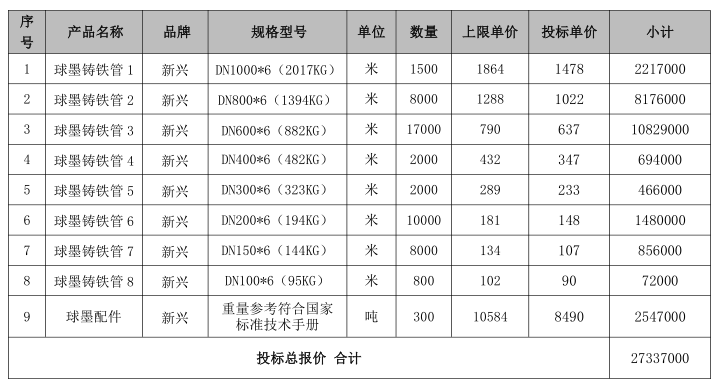 序号 产品名称 品牌 规格型号 单位 数量 上限单价 投标单价 小计
1 球墨铸铁管1 新兴 DN1000*6（2017KG） 米 1500 1864 1478 2217000
2 球墨铸铁管2 新兴 DN800*6（1394KG） 米 8000 1288 1022 8176000
3 球墨铸铁管3 新兴 DN600*6（882KG） 米 17000 790 637 10829000
4 球墨铸铁管4 新兴 DN400*6（482KG） 米 2000 432 347 694000
5 球墨铸铁管5 新兴 DN300*6（323KG） 米 2000 289 233 466000
6 球墨铸铁管6 新兴 DN200*6（194KG） 米 10000 181 148 1480000
7 球墨铸铁管7 新兴 DN150*6（144KG） 米 8000 134 107 856000
8 球墨铸铁管8 新兴 DN100*6（95KG） 米 800 102 90 72000
9 球墨配件 新兴 重量参考符合国家标准技术手册 吨 300 10584 8490 2547000
投标总报价 合计 27337000